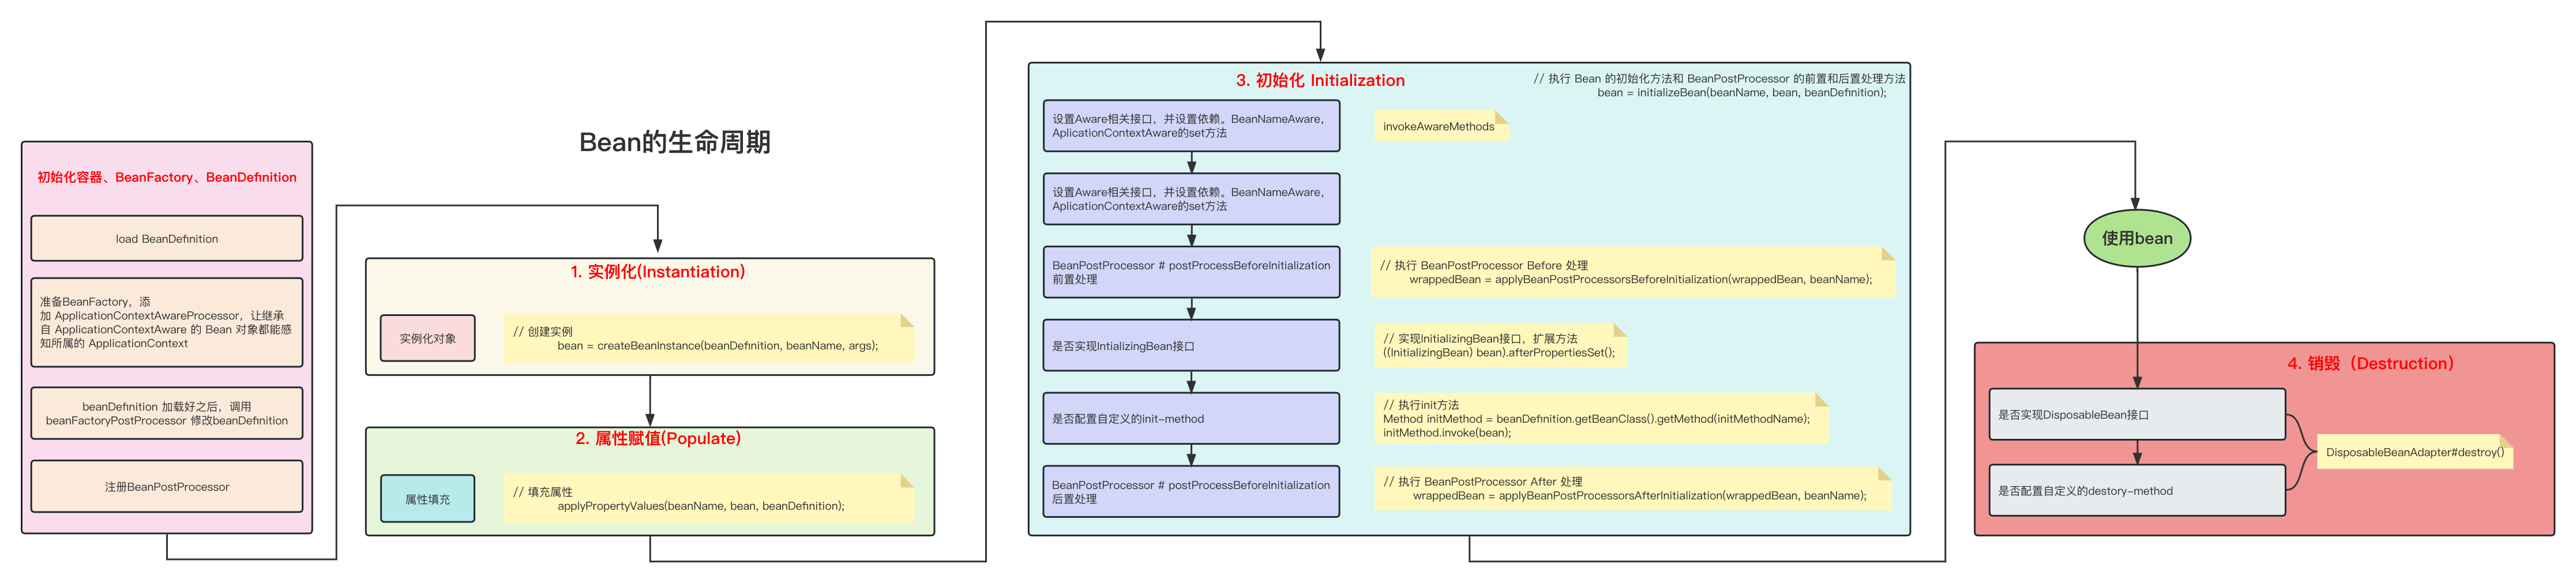 Bean的生命周期
初始化容器、BeanFactory、BeanDefinition
load BeanDefinition
准备BeanFactory，添
加 ApplicationContextAwareProcessor，让继承
自 ApplicationContextAware 的 Bean 对象都能感
知所属的 ApplicationContext
beanDefinition 加载好之后，调用
beanFactoryPostProcessor 修改beanDefinition
注册BeanPostProcessor
1. 实例化(Instantiation)
实例化对象
// 创建实例
bean = createBeanInstance(beanDefinition, beanName, args);
2. 属性赋值(Populate)
属性填充
// 填充属性
applyPropertyValues(beanName, bean, beanDefinition);
3. 初始化 Initialization
// 执行 Bean 的初始化方法和 BeanPostProcessor 的前置和后置处理方法
bean = initializeBean(beanName, bean, beanDefinition);
设置Aware相关接口，并设置依赖。BeanNameAware，
AplicationContextAware的set方法
invokeAwareMethods
设置Aware相关接口，并设置依赖。BeanNameAware，
AplicationContextAware的set方法
BeanPostProcessor # postProcessBeforeInitialization
前置处理
// 执行 BeanPostProcessor Before 处理
wrappedBean = applyBeanPostProcessorsBeforeInitialization(wrappedBean, beanName);
是否实现IntializingBean接口
// 实现InitializingBean接口，扩展方法
((InitializingBean) bean).afterPropertiesSet();
是否配置自定义的init-method
// 执行init方法
Method initMethod = beanDefinition.getBeanClass().getMethod(initMethodName);
initMethod.invoke(bean);
BeanPostProcessor # postProcessBeforeInitialization
后置处理
// 执行 BeanPostProcessor After 处理
wrappedBean = applyBeanPostProcessorsAfterInitialization(wrappedBean, beanName);
使用bean
4. 销毁（Destruction）
是否实现DisposableBean接口
是否配置自定义的destory-method
DisposableBeanAdapter#destroy()